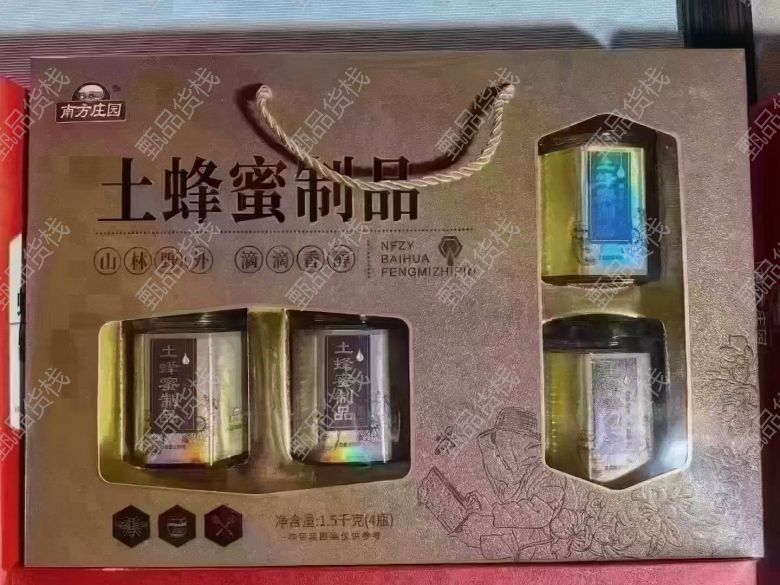 南方庄园
土蜂蜜制品
山林野外 滴滴香醇
NFZY
BAIHUA
FENGMIZHIPIN
土蜂蜜制品
土蜂蜜制品
净含量:1.5千克(4瓶)
甄品货栈